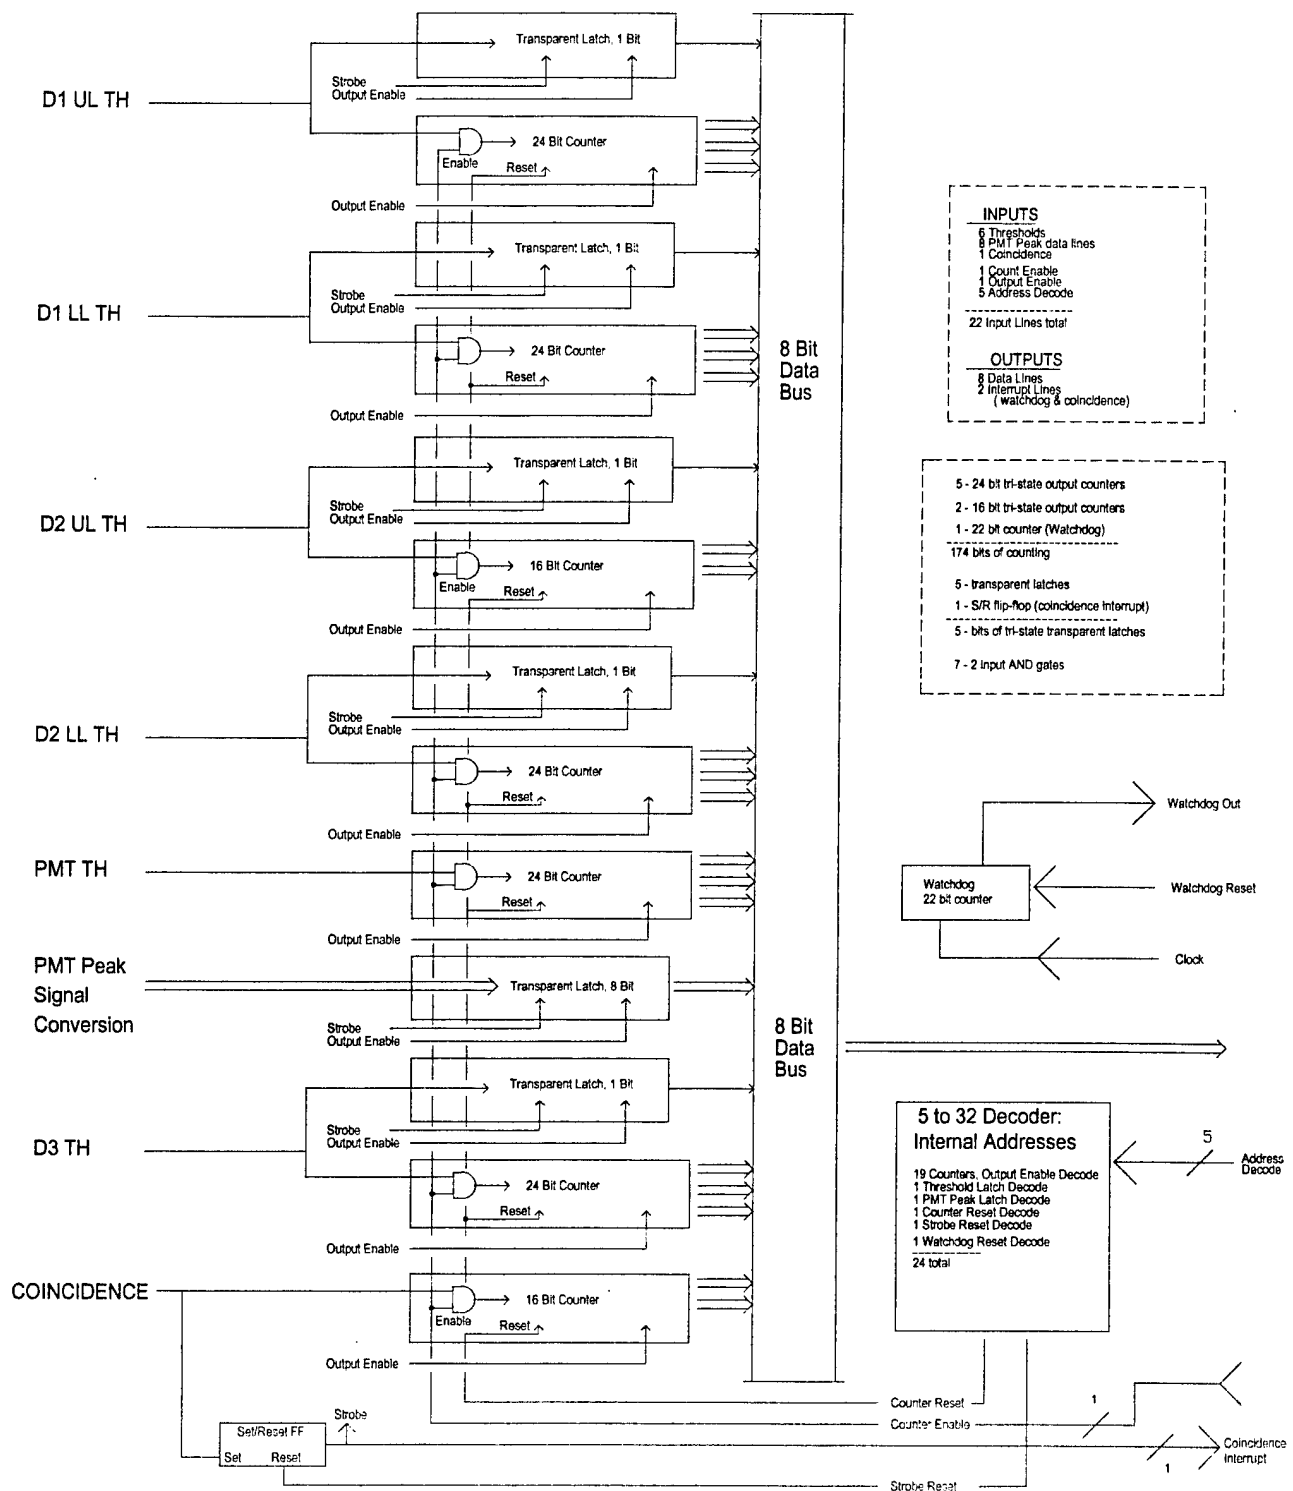 Transparent Latch, 1 Bit
Strobe
Output Enable
D1 UL TH
24 Bit Counter
Enable
Reset
Output Enable
Transparent Latch, 1 Bit
Strobe
Output Enable
D1 LL TH
24 Bit Counter
Reset
Output Enable
Transparent Latch, 1 Bit
Strobe
Output Enable
D2 UL TH
16 Bit Counter
Enable
Reset
Output Enable
Transparent Latch, 1 Bit
Strobe
Output Enable
D2 LL TH
24 Bit Counter
Reset
Output Enable
PMT TH
24 Bit Counter
Reset
Output Enable
PMT Peak
Signal
Conversion
Transparent Latch, 8 Bit
Strobe
Output Enable
Transparent Latch, 1 Bit
Strobe
Output Enable
D3 TH
24 Bit Counter
Reset
Output Enable
COINCIDENCE
16 Bit Counter
Enable
Reset
Output Enable
Strobe
Set/Reset FF
Set Reset
8 Bit
Data
Bus
8 Bit
Data
Bus
INPUTS
6 Thresholds
8 PMT Peak data lines
1 Coincidence
1 Count Enable
1 Output Enable
5 Address Decode
22 Input Lines total
OUTPUTS
8 Data Lines
2 Interrupt Lines
( watchdog & coincidence)
5 - 24 bit tri-state output counters
2 - 16 bit tri-state output counters
1 - 22 bit counter (Watchdog)
174 bits of counting
5 - transparent latches
1 - S/R flip-flop (coincidence interrupt)
5 - bits of tri-state transparent latches
7 - 2 Input AND gates
Watchdog Out
Watchdog
22 bit counter
Watchdog Reset
Clock
5 to 32 Decoder:
Internal Addresses
19 Counters, Output Enable Decode
1 Threshold Latch Decode
1 PMT Peak Latch Decode
1 Counter Reset Decode
1 Strobe Reset Decode
1 Watchdog Reset Decode
24 total
5
Address
Decode
Counter Reset
1
Counter Enable
1
Coincidence
Interrupt
Strobe Reset